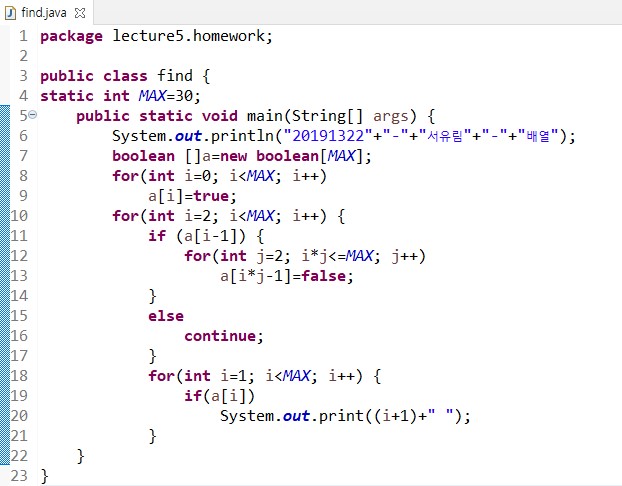 find.java
1 package lecture5.homework;
2
3 public class find {
4 static int MAX=30;
5 public static void main(String[] args) {
6 System.out.println("20191322"+"-"+"서유림"+"-"+"배열");
7 boolean []a=new boolean[MAX];
8 for(int i=0; i<MAX; i++)
9 a[i]=true;
10 for(int i=2; i<MAX; i++) {
11 if (a[i-1]) {
12 for(int j=2; i*j<=MAX; j++)
13 a[i*j-1]=false;
14 }
15 else
16 continue;
17 }
18 for(int i=1; i<MAX; i++) {
19 if(a[i])
20 System.out.print((i+1)+" ");
21 }
22 }
23 }